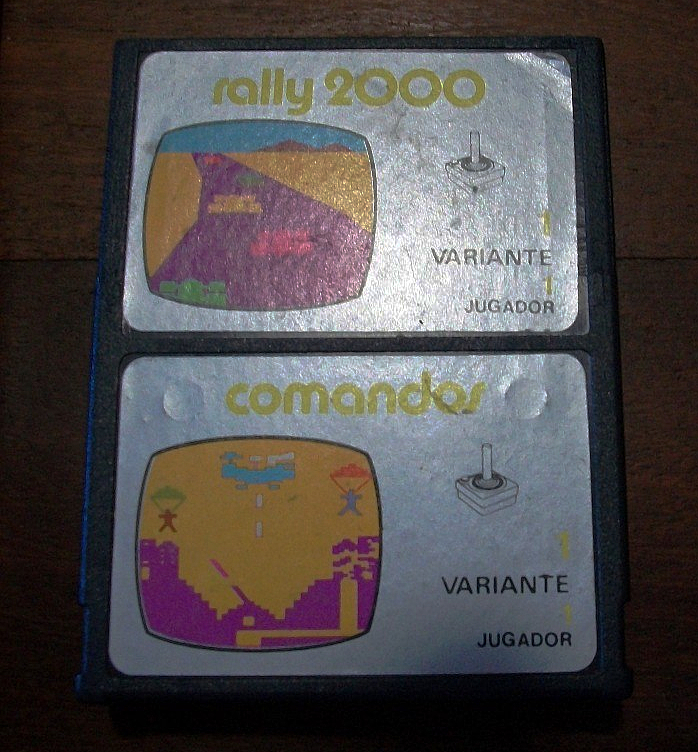 rally 2000
1
VARIANTE
1
JUGADOR
comandos
1
VARIANTE
1
JUGADOR